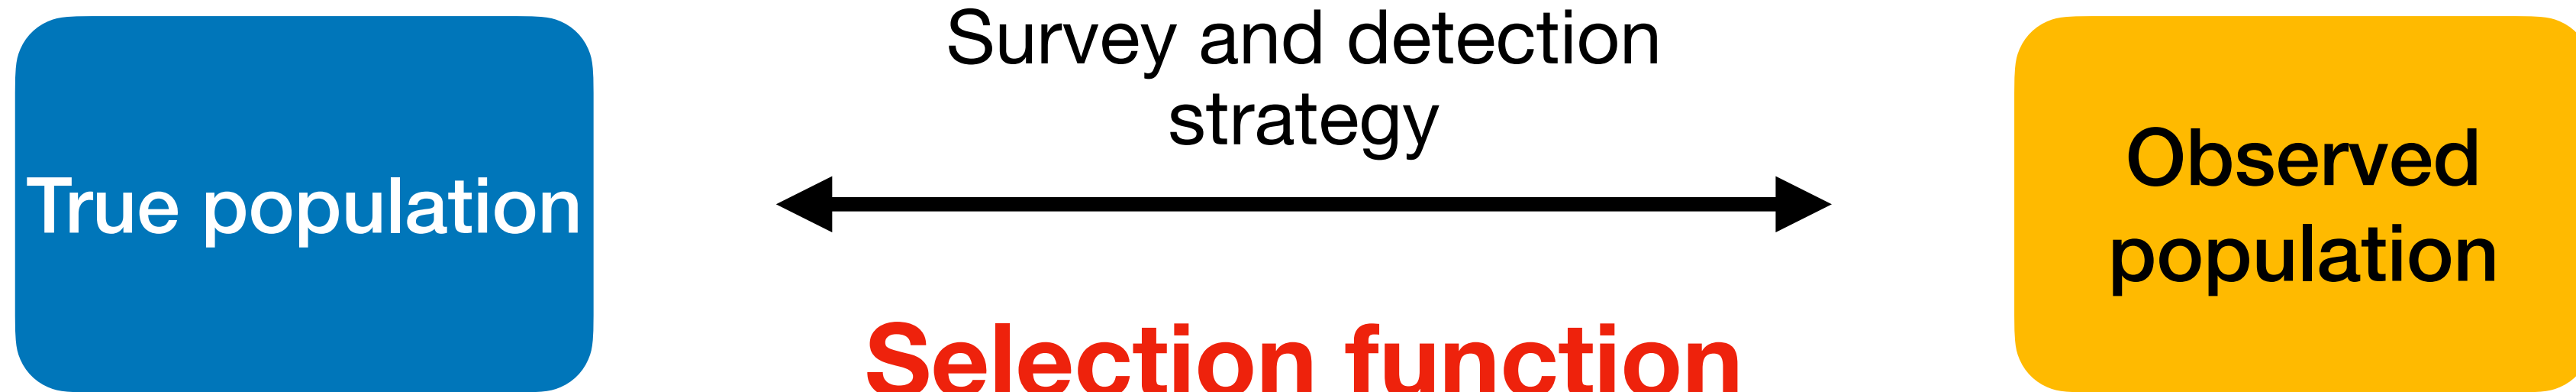 True population
Survey and detection
strategy
Selection function
Observed
population